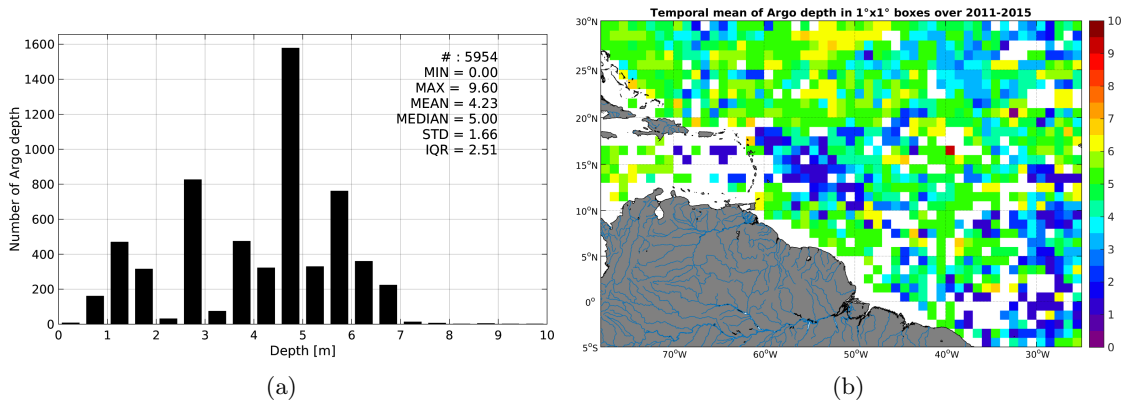 1600
1400
1200
1000
800
600
400
200
0
Number of Argo depth
# : 5954
MIN = 0.00
MAX = 9.60
MEAN = 4.23
MEDIAN = 5.00
STD = 1.66
IQR = 2.51
0 1 2 3 4 5 6 7 8 9 10
Depth [m]
(a)
Temporal mean of Argo depth in 1°x1° boxes over 2011-2015
30°N
25°N
20°N
15°N
10°N
5°N
0°
5°S
70°W 60°W 50°W 40°W 30°W
10
9
8
7
6
5
4
3
2
1
0
(b)